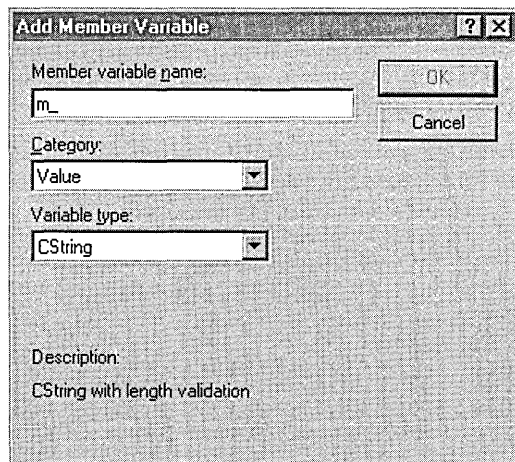 Add Member Variable
? X
Member variable name:
m_
OK
Cancel
Category:
Value
Variable type:
CString
Description:
CString with length validation